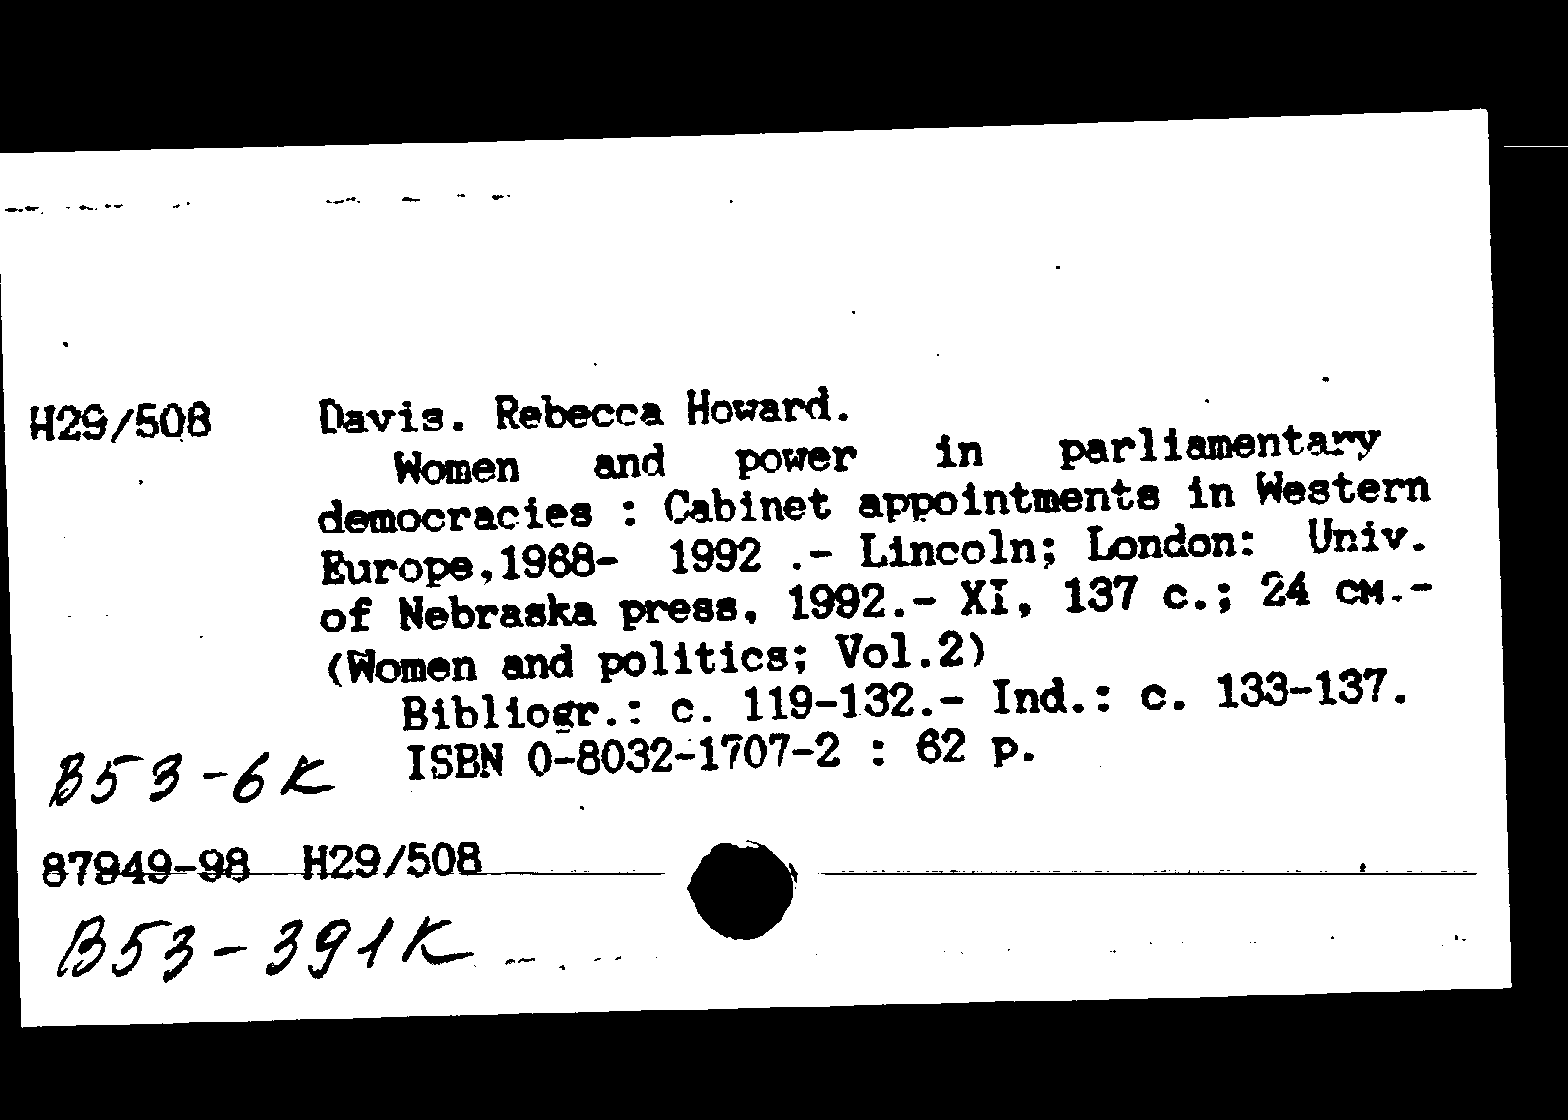 H29/508 Davis. Rebecca Howard.
Women and power in parliamentary
democracies : Cabinet appointments in Western
Europe,1968- 1992 .- Lincoln; London: Univ.
of Nebraska press, 1992.- XI, 137 с.; 24 см.-
(Women and politics; Vol.2)
Bibliogr.: с. 119-132.- Ind.: с. 133-137.
ISBN 0-8032-1707-2 : 62 р.
В53-6К
87949-98 H29/508
В53-391К